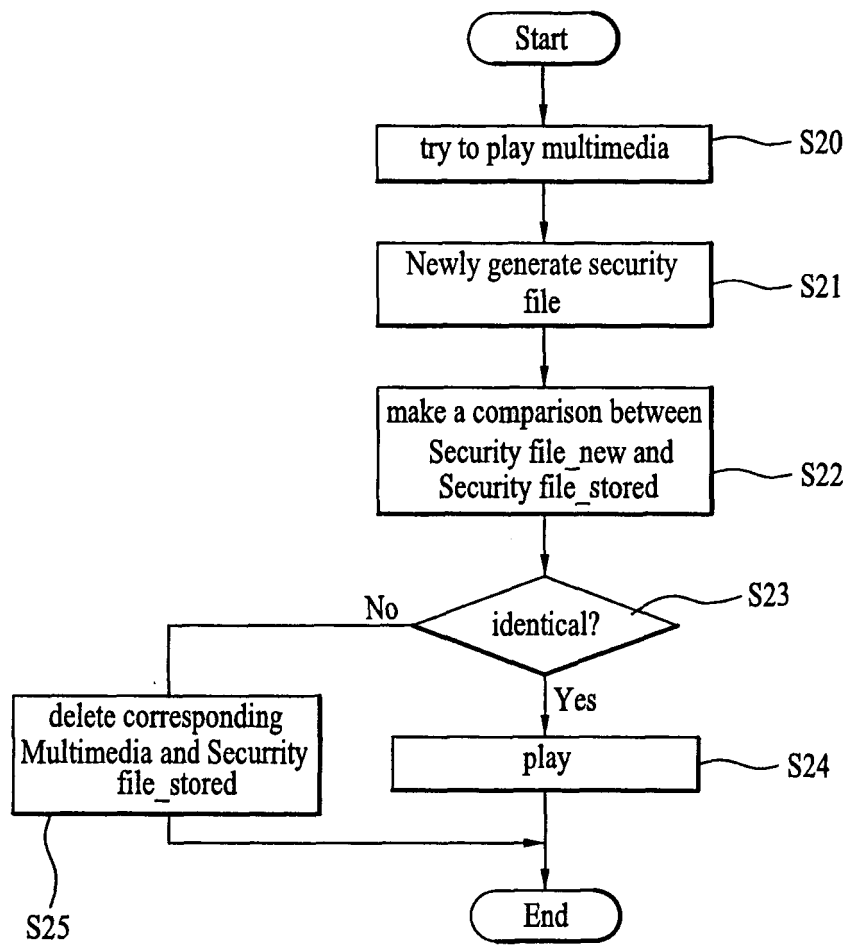 Start
try to play multimedia
S20
Newly generate security
file
S21
make a comparison between
Security file_new and
Security file_stored
S22
identical?
S23
No
Yes
delete corresponding
Multimedia and Securrity
file_stored
S25
play
S24
End